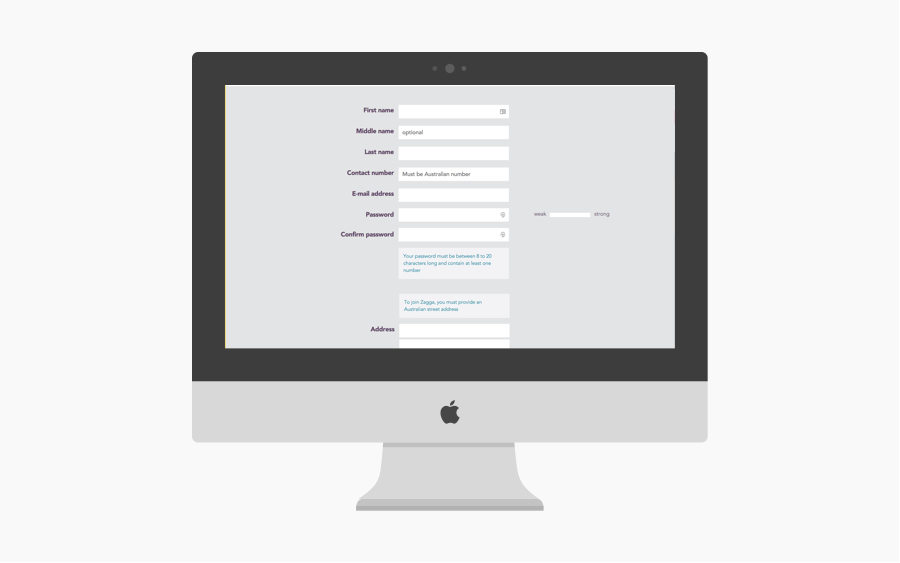 First name
Middle name optional
Last name
Contact number Must be Australian number
E-mail address
Password weak strong
Confirm password
Your password must be between 8 to 20
characters long and contain at least one
number
To join Zagga, you must provide an
Australian street address
Address